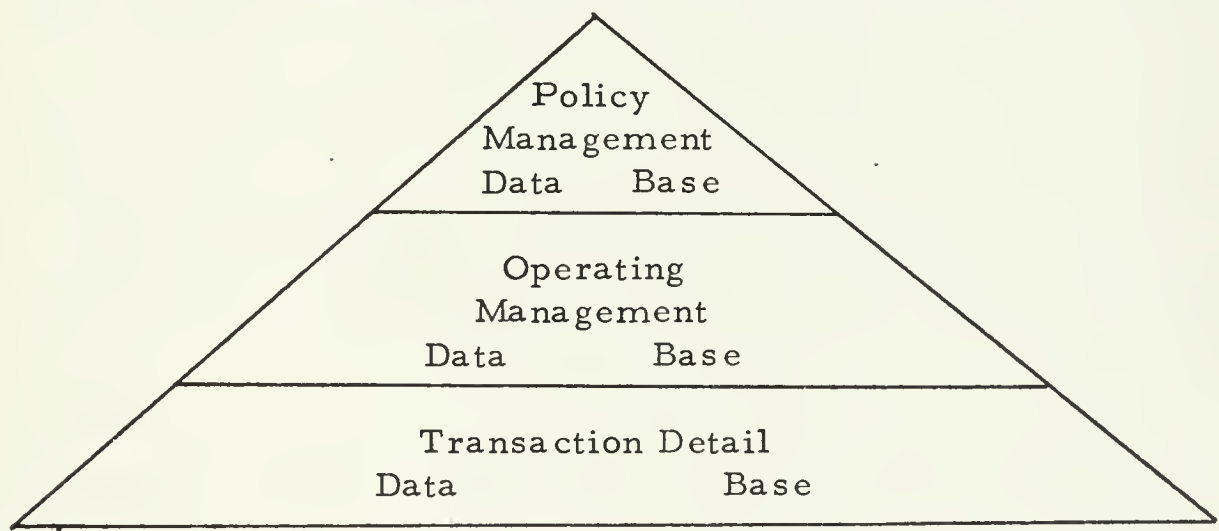 Policy
Management
Data Base
Operating
Management
Data Base
Transaction Detail
Data Base